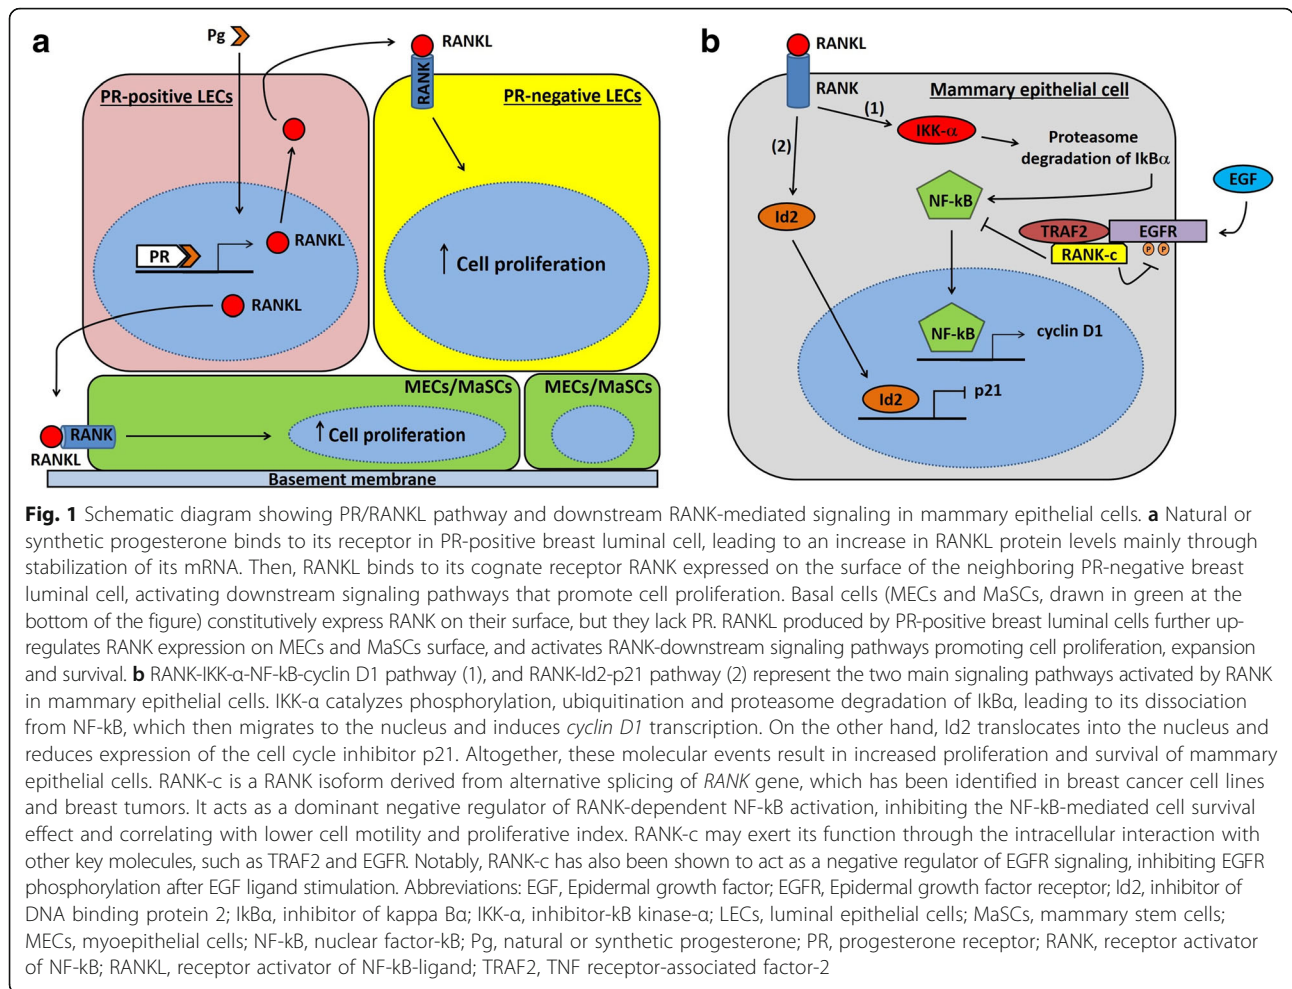 a
Pg
RANKL
RANK
PR-positive LECs
PR-negative LECs
RANKL
PR
RANKL
↑ Cell proliferation
MECs/MaSCs
MECs/MaSCs
RANK
RANKL
↑ Cell proliferation
Basement membrane
b
RANKL
RANK
Mammary epithelial cell
(1)
(2)
IKK-α
Proteasome
degradation of IkBα
EGF
NF-kB
Id2
TRAF2
EGFR
RANK-c
P P
NF-kB
cyclin D1
Id2
p21
Fig. 1 Schematic diagram showing PR/RANKL pathway and downstream RANK-mediated signaling in mammary epithelial cells. a Natural or
synthetic progesterone binds to its receptor in PR-positive breast luminal cell, leading to an increase in RANKL protein levels mainly through
stabilization of its mRNA. Then, RANKL binds to its cognate receptor RANK expressed on the surface of the neighboring PR-negative breast
luminal cell, activating downstream signaling pathways that promote cell proliferation. Basal cells (MECs and MaSCs, drawn in green at the
bottom of the figure) constitutively express RANK on their surface, but they lack PR. RANKL produced by PR-positive breast luminal cells further up-
regulates RANK expression on MECs and MaSCs surface, and activates RANK-downstream signaling pathways promoting cell proliferation, expansion
and survival. b RANK-IKK-α-NF-kB-cyclin D1 pathway (1), and RANK-Id2-p21 pathway (2) represent the two main signaling pathways activated by RANK
in mammary epithelial cells. IKK-α catalyzes phosphorylation, ubiquitination and proteasome degradation of IkBα, leading to its dissociation
from NF-kB, which then migrates to the nucleus and induces cyclin D1 transcription. On the other hand, Id2 translocates into the nucleus and
reduces expression of the cell cycle inhibitor p21. Altogether, these molecular events result in increased proliferation and survival of mammary
epithelial cells. RANK-c is a RANK isoform derived from alternative splicing of RANK gene, which has been identified in breast cancer cell lines
and breast tumors. It acts as a dominant negative regulator of RANK-dependent NF-kB activation, inhibiting the NF-kB-mediated cell survival
effect and correlating with lower cell motility and proliferative index. RANK-c may exert its function through the intracellular interaction with
other key molecules, such as TRAF2 and EGFR. Notably, RANK-c has also been shown to act as a negative regulator of EGFR signaling, inhibiting EGFR
phosphorylation after EGF ligand stimulation. Abbreviations: EGF, Epidermal growth factor; EGFR, Epidermal growth factor receptor; Id2, inhibitor of
DNA binding protein 2; IkBα, inhibitor of kappa Bα; IKK-α, inhibitor-kB kinase-α; LECs, luminal epithelial cells; MaSCs, mammary stem cells;
MECs, myoepithelial cells; NF-kB, nuclear factor-kB; Pg, natural or synthetic progesterone; PR, progesterone receptor; RANK, receptor activator
of NF-kB; RANKL, receptor activator of NF-kB-ligand; TRAF2, TNF receptor-associated factor-2